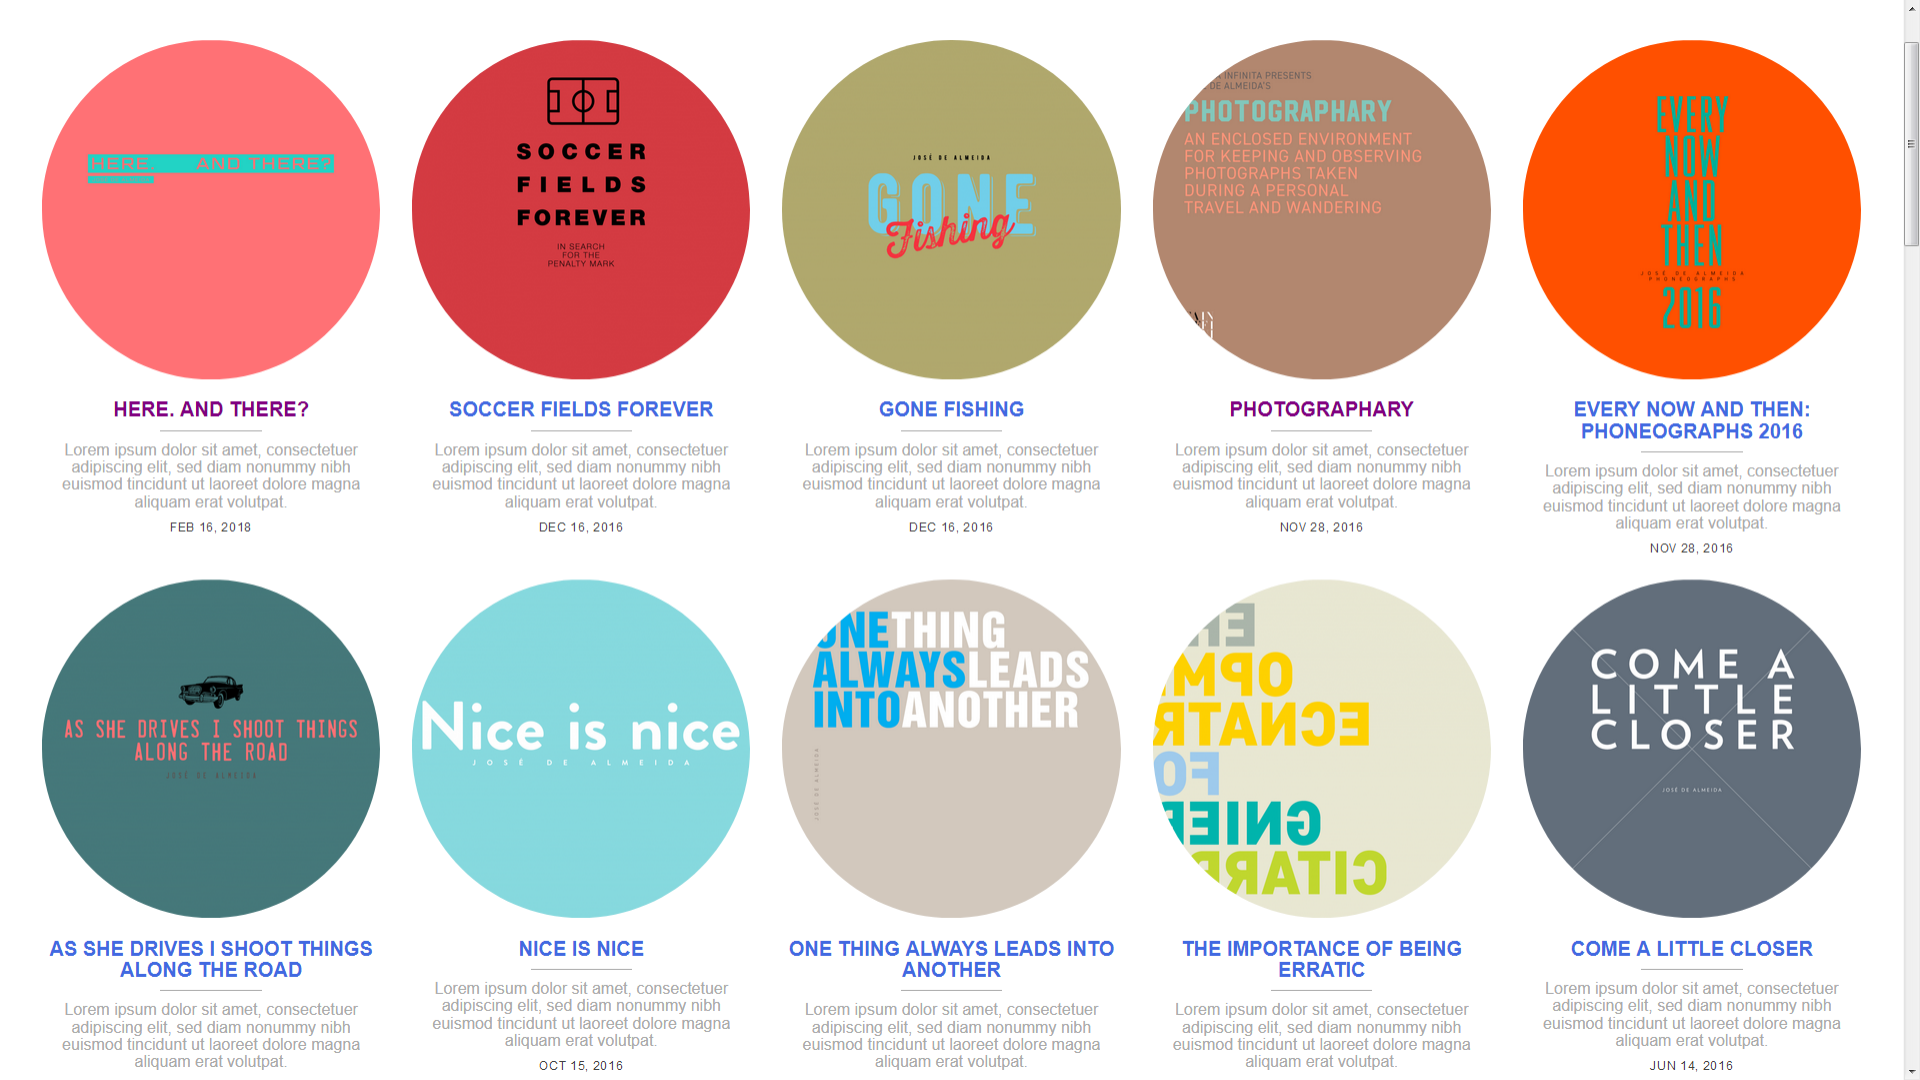 HERE. AND THERE?
SOCCER
FIELDS
FOREVER
IN SEARCH
FOR THE
PENALTY MARK
JOSÉ DE ALMEIDA
GONE
Fishing
INFINITA PRESENTS
DE ALMEIDA'S
PHOTOGRAPHARY
AN ENCLOSED ENVIRONMENT
FOR KEEPING AND OBSERVING
PHOTOGRAPHS TAKEN
DURING A PERSONAL
TRAVEL AND WANDERING
EVERY
NOW
AND
THEN
JOSÉ DE ALMEIDA
PHONEOGRAPHS
2016
HERE. AND THERE?
Lorem ipsum dolor sit amet, consectetuer
adipiscing elit, sed diam nonummy nibh
euismod tincidunt ut laoreet dolore magna
aliquam erat volutpat.
FEB 16, 2018
SOCCER FIELDS FOREVER
Lorem ipsum dolor sit amet, consectetuer
adipiscing elit, sed diam nonummy nibh
euismod tincidunt ut laoreet dolore magna
aliquam erat volutpat.
DEC 16, 2016
GONE FISHING
Lorem ipsum dolor sit amet, consectetuer
adipiscing elit, sed diam nonummy nibh
euismod tincidunt ut laoreet dolore magna
aliquam erat volutpat.
DEC 16, 2016
PHOTOGRAPHARY
Lorem ipsum dolor sit amet, consectetuer
adipiscing elit, sed diam nonummy nibh
euismod tincidunt ut laoreet dolore magna
aliquam erat volutpat.
NOV 28, 2016
EVERY NOW AND THEN:
PHONEOGRAPHS 2016
Lorem ipsum dolor sit amet, consectetuer
adipiscing elit, sed diam nonummy nibh
euismod tincidunt ut laoreet dolore magna
aliquam erat volutpat.
NOV 28, 2016
AS SHE DRIVES I SHOOT THINGS
ALONG THE ROAD
JOSÉ DE ALMEIDA
Nice is nice
JOSÉ DE ALMEIDA
ONETHING
ALWAYSLEADS
INTOANOTHER
JOSÉ DE ALMEIDA
OPM
ECNATR
FO
GNIE
CITARR
COME A
LITTLE
CLOSER
JOSÉ DE ALMEIDA
AS SHE DRIVES I SHOOT THINGS
ALONG THE ROAD
Lorem ipsum dolor sit amet, consectetuer
adipiscing elit, sed diam nonummy nibh
euismod tincidunt ut laoreet dolore magna
aliquam erat volutpat.
NICE IS NICE
Lorem ipsum dolor sit amet, consectetuer
adipiscing elit, sed diam nonummy nibh
euismod tincidunt ut laoreet dolore magna
aliquam erat volutpat.
OCT 15, 2016
ONE THING ALWAYS LEADS INTO
ANOTHER
Lorem ipsum dolor sit amet, consectetuer
adipiscing elit, sed diam nonummy nibh
euismod tincidunt ut laoreet dolore magna
aliquam erat volutpat.
THE IMPORTANCE OF BEING
ERRATIC
Lorem ipsum dolor sit amet, consectetuer
adipiscing elit, sed diam nonummy nibh
euismod tincidunt ut laoreet dolore magna
aliquam erat volutpat.
COME A LITTLE CLOSER
Lorem ipsum dolor sit amet, consectetuer
adipiscing elit, sed diam nonummy nibh
euismod tincidunt ut laoreet dolore magna
aliquam erat volutpat.
JUN 14, 2016